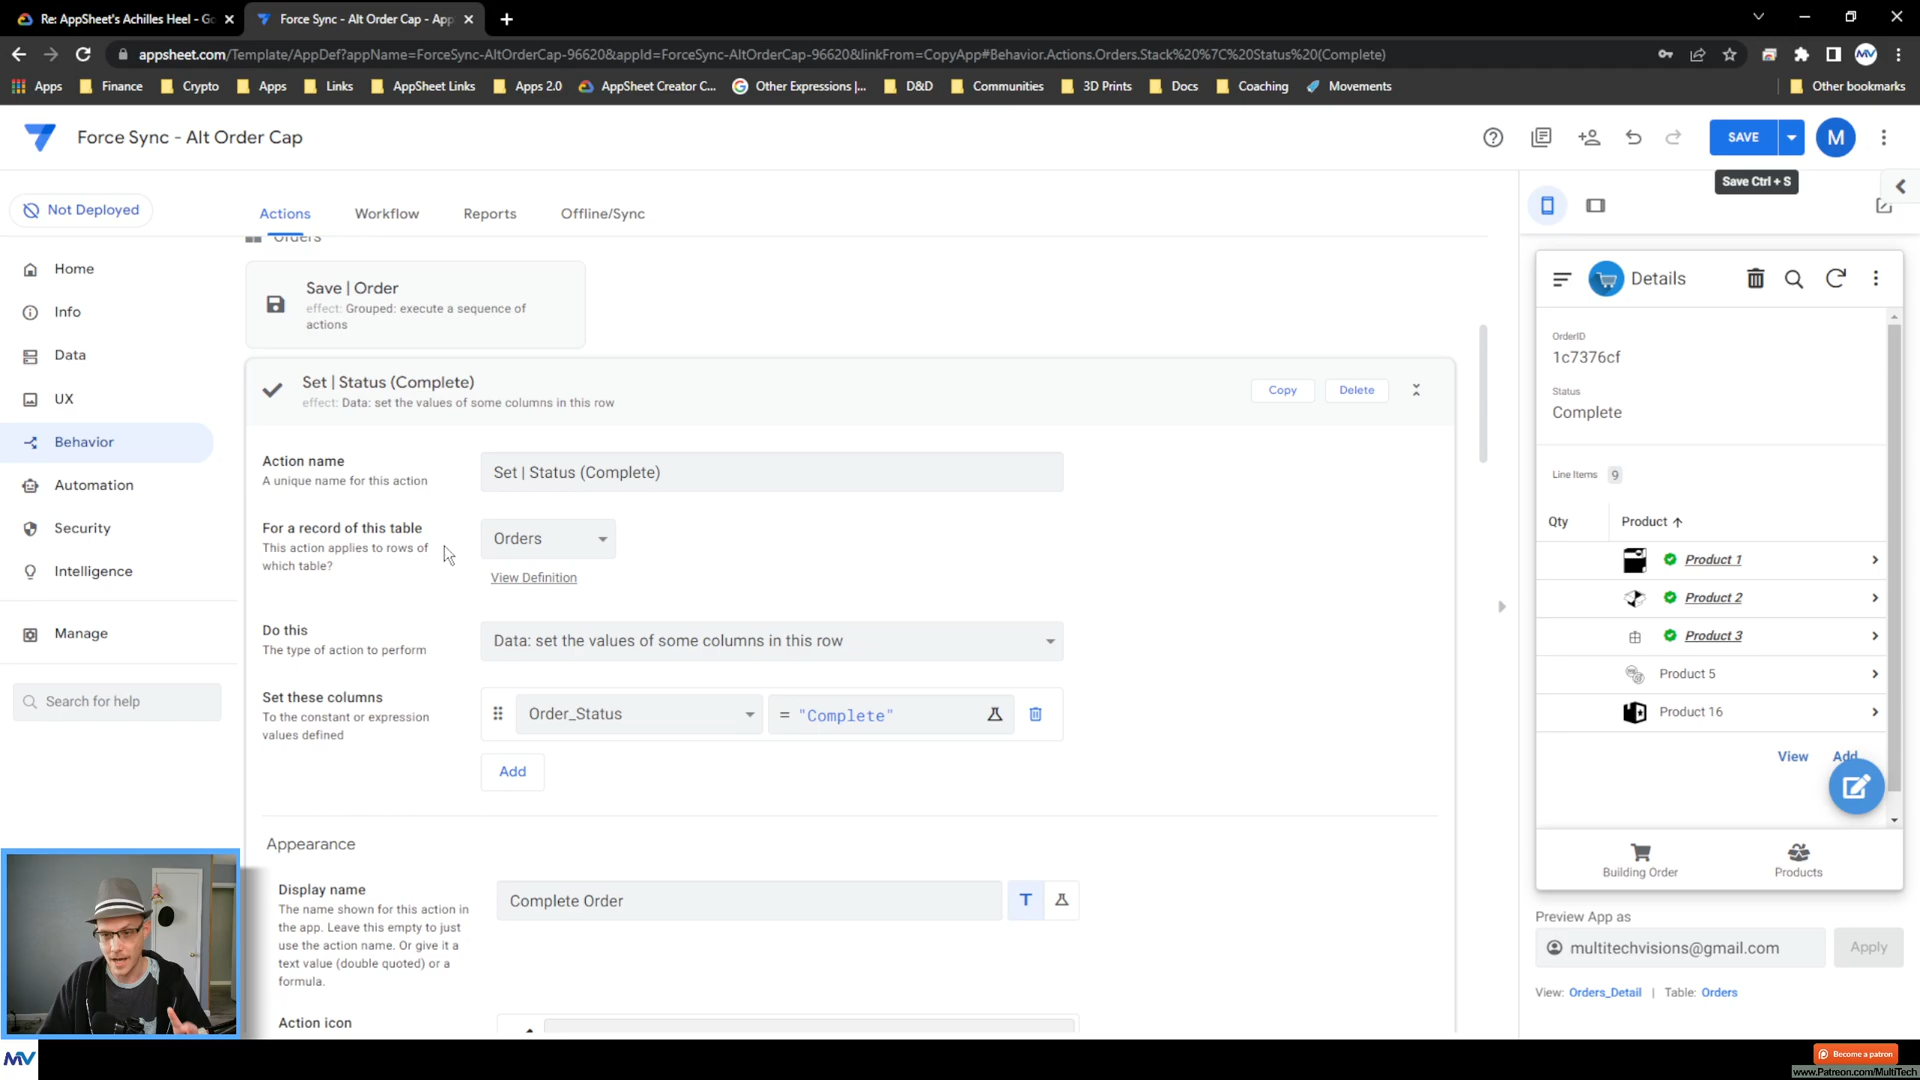 Re: AppSheet's Achilles Heel - Go
Force Sync - Alt Order Cap - App
appsheet.com/Template/AppDef?appName=ForceSync-AltOrderCap-96620&appId=ForceSync-AltOrderCap-96620&linkFrom=CopyApp#Behavior.Actions.Orders.Stack%20%7C%20Status%20(Complete)
MV
Apps
Finance
Crypto
Apps
Links
AppSheet Links
Apps 2.0
AppSheet Creator C...
Other Expressions |...
D&D
Communities
3D Prints
Docs
Coaching
Movements
Other bookmarks
Force Sync - Alt Order Cap
SAVE
M
Save Ctrl + S
Not Deployed
Home
Info
Data
UX
Behavior
Automation
Security
Intelligence
Manage
Search for help
Actions
Workflow
Reports
Offline/Sync
Orders
Save | Order
effect: Grouped: execute a sequence of
actions
Set | Status (Complete)
effect: Data: set the values of some columns in this row
Copy
Delete
Action name
A unique name for this action
Set | Status (Complete)
For a record of this table
This action applies to rows of
which table?
Orders
View Definition
Do this
The type of action to perform
Data: set the values of some columns in this row
Set these columns
To the constant or expression
values defined
Order_Status
= "Complete"
Add
Appearance
Display name
The name shown for this action in
the app. Leave this empty to just
use the action name. Or give it a
text value (double quoted) or a
formula.
Complete Order
T
Action icon
Details
OrderID
1c7376cf
Status
Complete
Line Items 9
Qty
Product
Product 1
Product 2
Product 3
Product 5
Product 16
View
Add
Building Order
Products
Preview App as
multitechvisions@gmail.com
Apply
View: Orders_Detail | Table: Orders
MV
Become a patron
www.Patreon.com/MultiTech